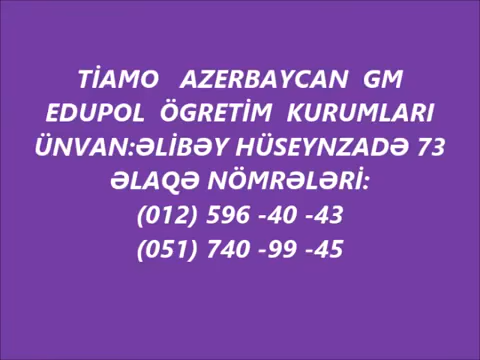 TİAMO AZERBAYCAN GM
EDUPOL ÖGRETİM KURUMLARI
ÜNVAN:ƏLİBƏY HÜSEYNZADƏ 73
ƏLAQƏ NÖMRƏLƏRİ:
(012) 596 -40 -43
(051) 740 -99 -45